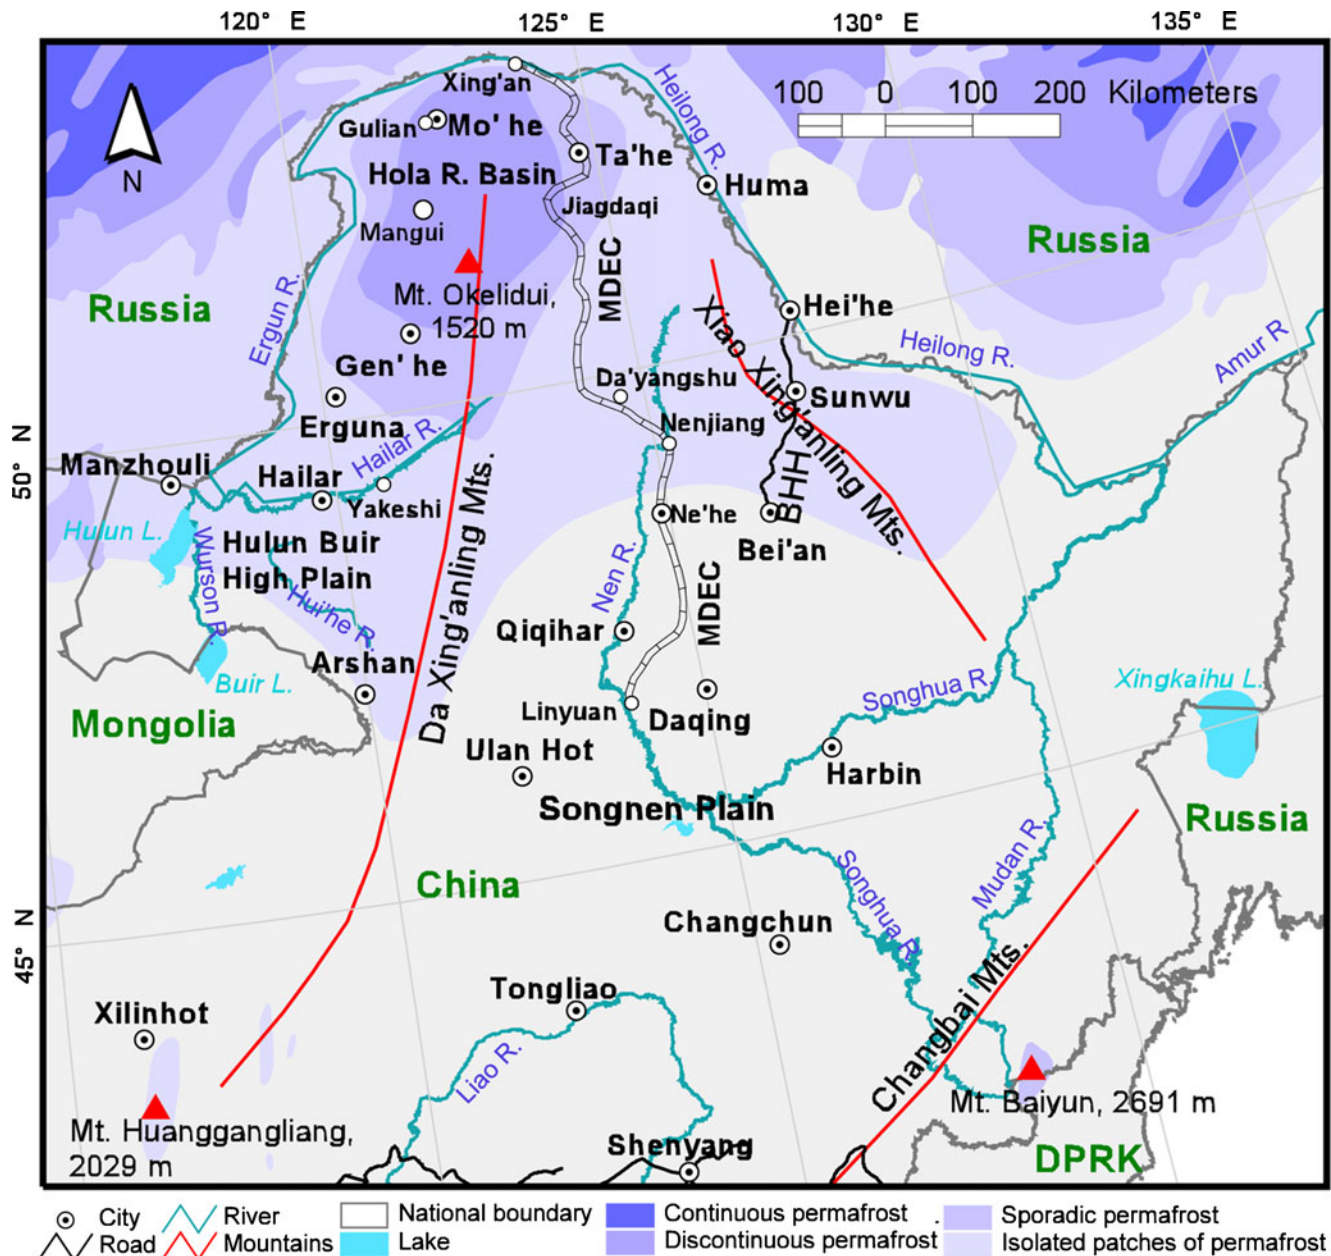 120° E
125° E
130° E
135° E
100 0 100 200 Kilometers
N
Xing'an
Gulian
Mo' he
Heilong R.
Ta'he
Hola R. Basin
Huma
Jiagdaqi
Mangui
Russia
Russia
MDEC
Mt. Okelidui,
1520 m
Ergun R.
Xiao Xing'anling Mts.
Hei'he
Heilong R.
Amur R
Gen' he
Da'yangshu
Sunwu
Erguna
Nenjiang
Hailar R.
50° N
Manzhouli
Hailar
Yakeshi
Ne'he
BHH
Bei'an
Hulun L.
Wurson R.
Hulun Buir
High Plain
Hui'he R.
Da Xing'anling Mts.
Nen R.
MDEC
Qiqihar
Arshan
Buir L.
Mongolia
Linyuan
Daqing
Songhua R.
Xingkaihu L.
Ulan Hot
Harbin
Songnen Plain
Russia
China
Songhua R.
Mudan R.
45° N
Changchun
Tongliao
Xilinhot
Changbai Mts.
Liao R.
Mt. Baiyun, 2691 m
Mt. Huanggangliang,
2029 m
Shenyang
DPRK
City
River
National boundary
Continuous permafrost .
Sporadic permafrost
Road
Mountains
Lake
Discontinuous permafrost
Isolated patches of permafrost